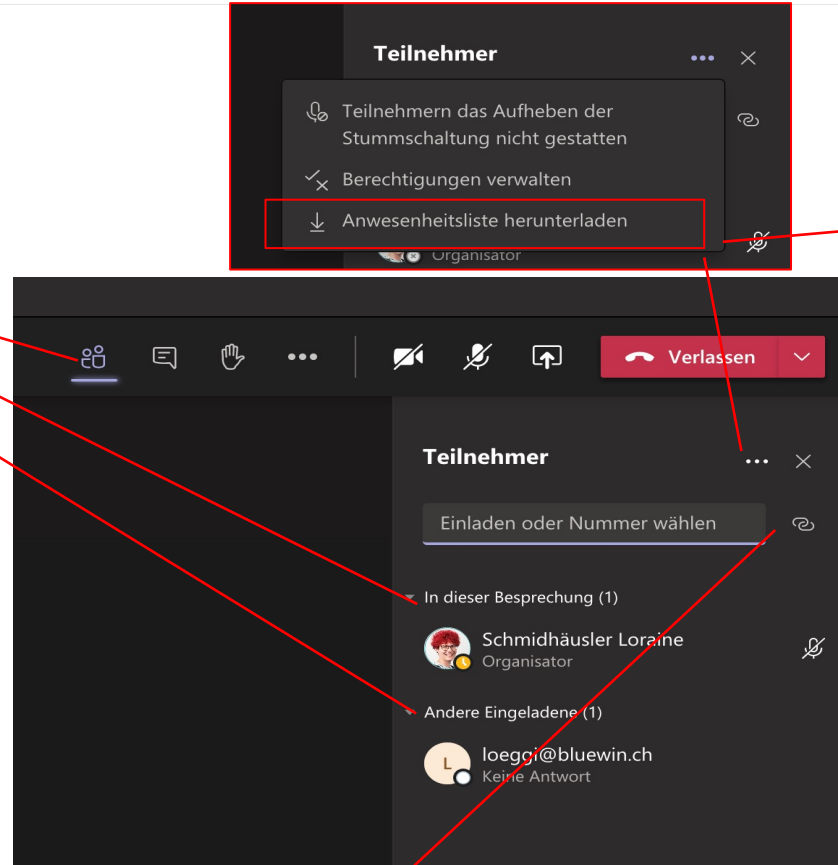 Teilnehmer
Teilnehmern das Aufheben der
Stummschaltung nicht gestatten
Berechtigungen verwalten
Anwesenheitsliste herunterladen
Organisator
Verlassen
Teilnehmer
Einladen oder Nummer wählen
In dieser Besprechung (1)
Schmidhäusler Loraine
Organisator
Andere Eingeladene (1)
L
loeggi@bluewin.ch
Keine Antwort